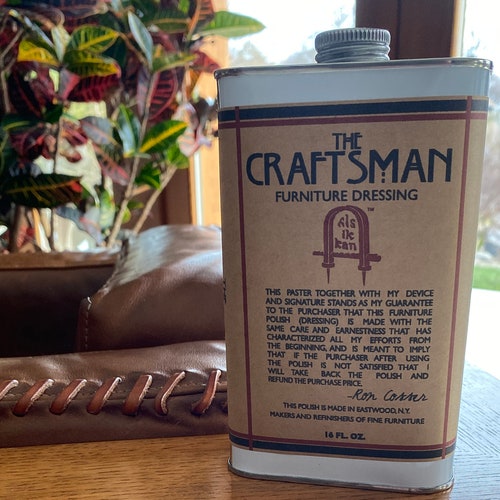 THE
CRAFTSMAN
FURNITURE DRESSING
TM
Als
ik
kan
THIS PASTER TOGETHER WITH MY DEVICE
AND SIGNATURE STANDS AS MY GUARANTEE
TO THE PURCHASER THAT THIS FURNITURE
POLISH (DRESSING) IS MADE WITH THE
SAME CARE AND EARNESTNESS THAT HAS
CHARACTERIZED ALL MY EFFORTS FROM
THE BEGINNING, AND IS MEANT TO IMPLY
THAT IF THE PURCHASER AFTER USING
THE POLISH IS NOT SATISFIED THAT I
WILL TAKE BACK THE POLISH AND
REFUND THE PURCHASE PRICE.
-Ron
THIS POLISH IS MADE IN EASTWOOD, N.Y.
MAKERS AND REFINISHERS OF FINE FURNITURE
16 FL. OZ.